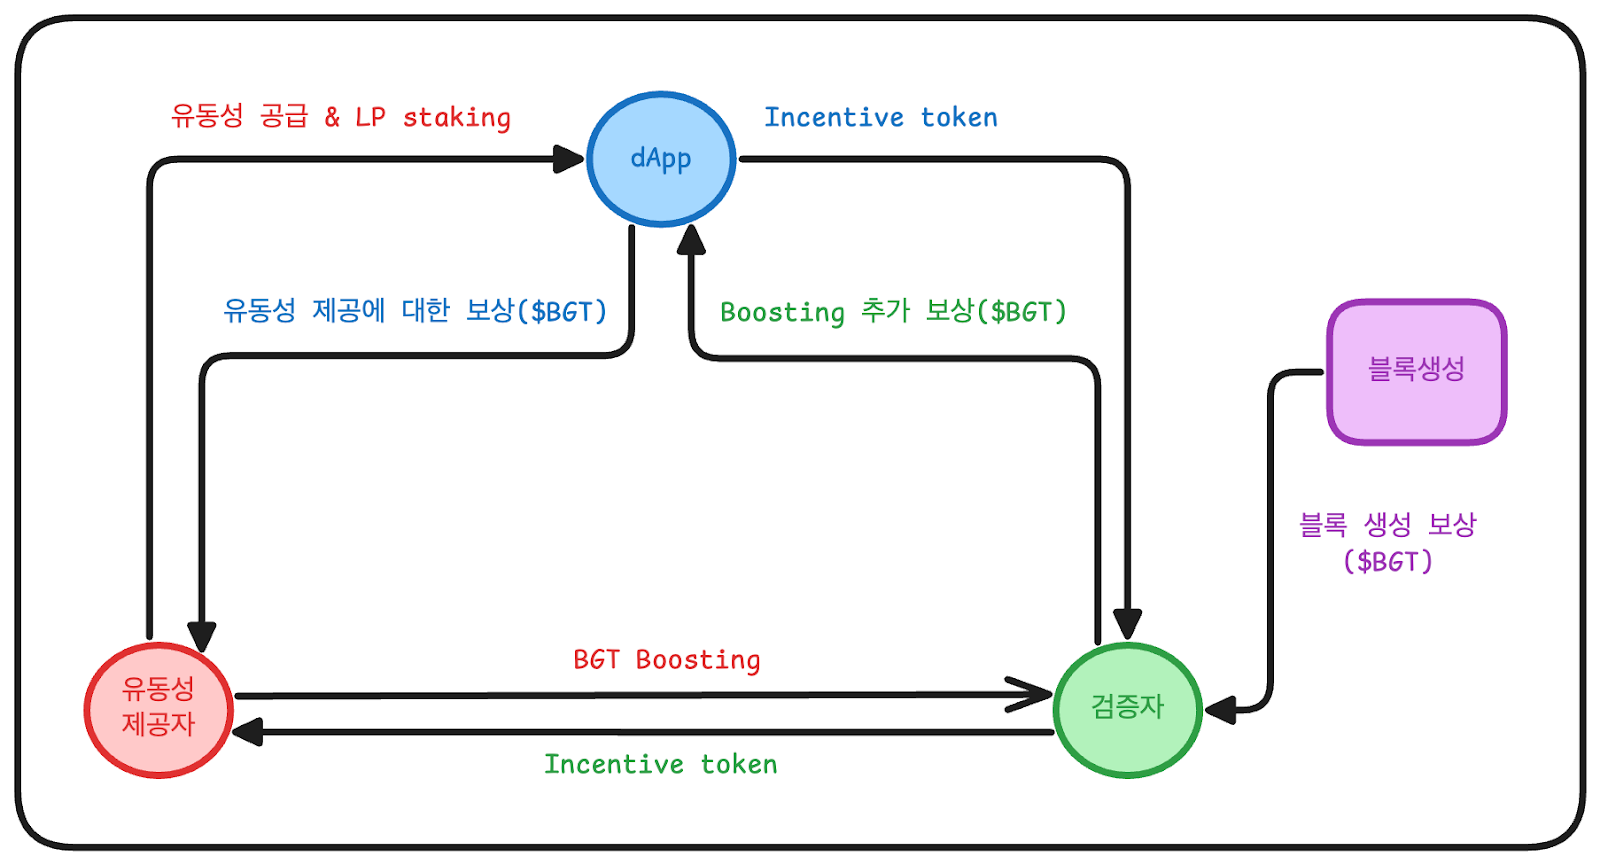 유동성 공급 & LP staking
dApp
Incentive token
유동성 제공에 대한 보상($BGT)
Boosting 추가 보상($BGT)
블록생성
블록 생성 보상
($BGT)
BGT Boosting
유동성
제공자
검증자
Incentive token